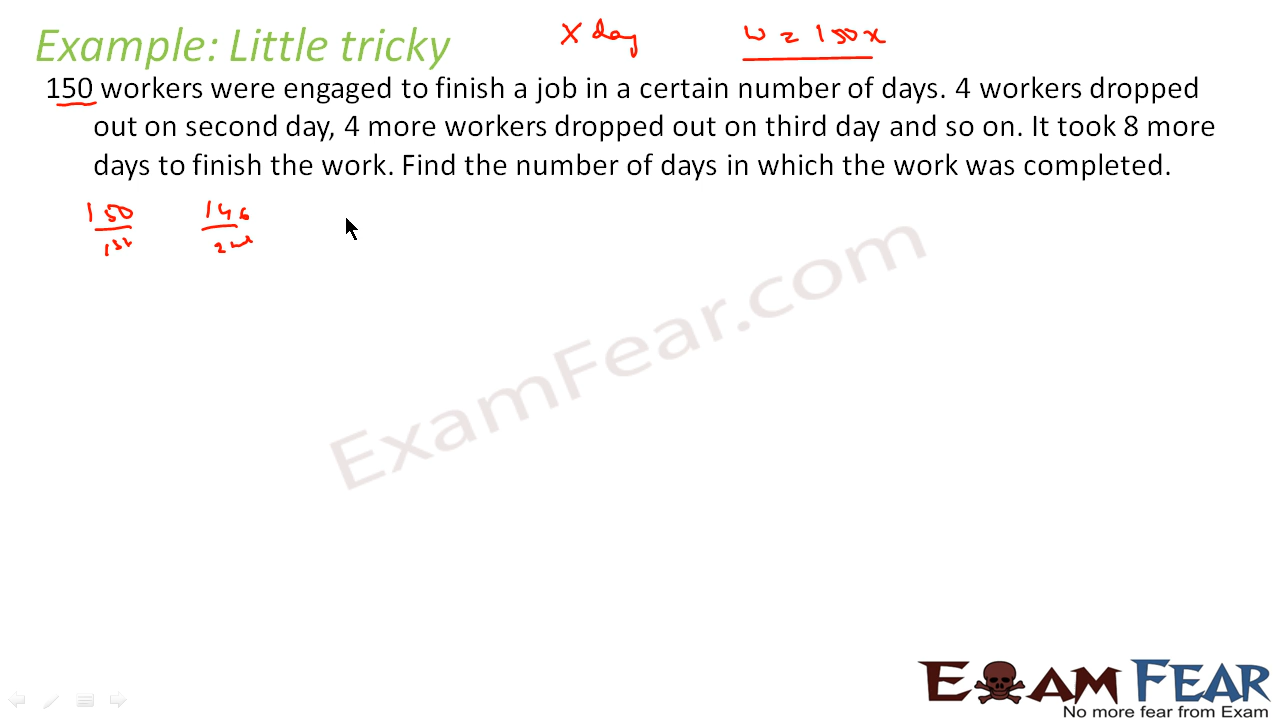 Example: Little tricky
x day w = 150x
150 workers were engaged to finish a job in a certain number of days. 4 workers dropped
out on second day, 4 more workers dropped out on third day and so on. It took 8 more
days to finish the work. Find the number of days in which the work was completed.
150 146
1st 2nd
ExamFear.com
EXAM FEAR
No more fear from Exam